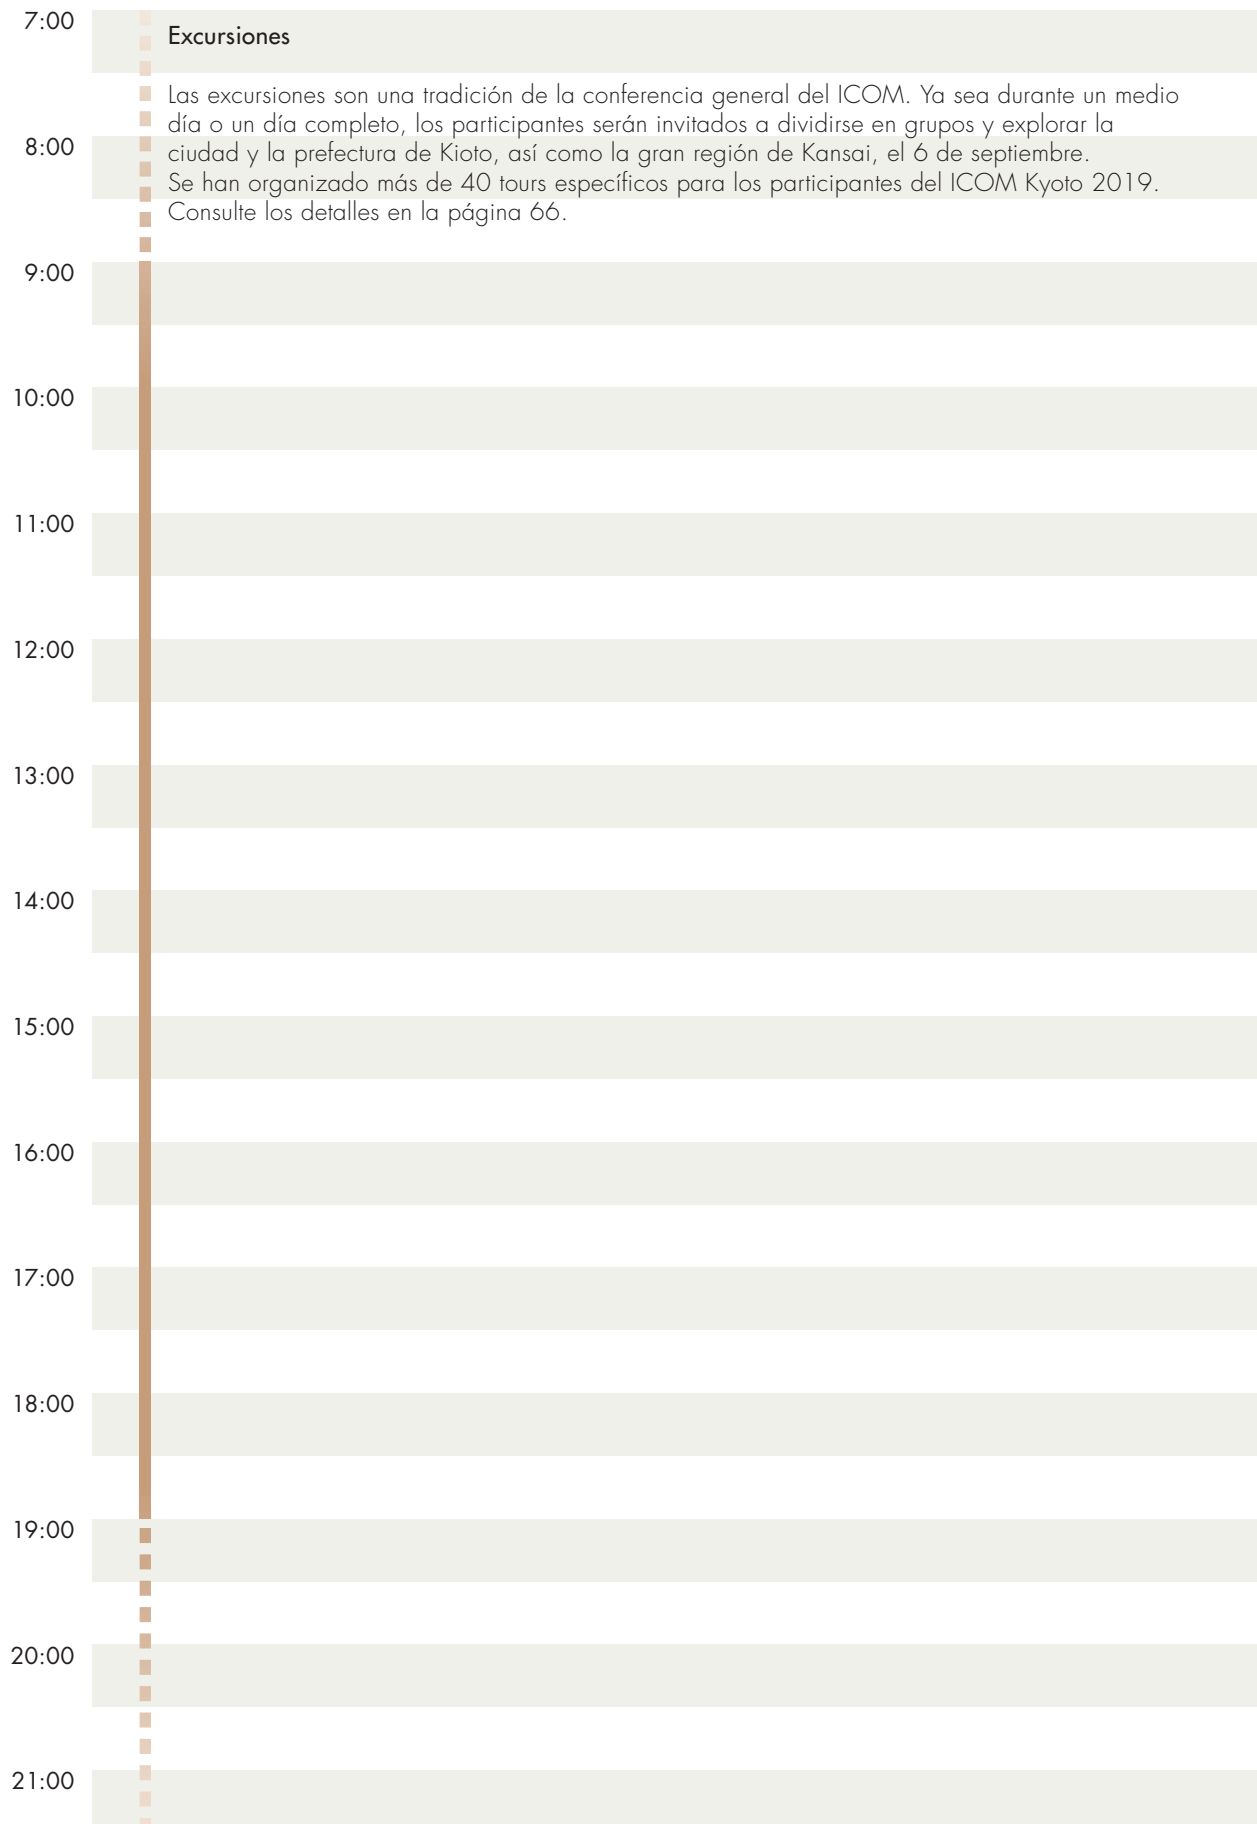 7:00
Excursiones
Las excursiones son una tradición de la conferencia general del ICOM. Ya sea durante un medio
día o un día completo, los participantes serán invitados a dividirse en grupos y explorar la
8:00
ciudad y la prefectura de Kioto, así como la gran región de Kansai, el 6 de septiembre.
Se han organizado más de 40 tours específicos para los participantes del ICOM Kyoto 2019.
Consulte los detalles en la página 66.
9:00
10:00
11:00
12:00
13:00
14:00
15:00
16:00
17:00
18:00
19:00
20:00
21:00